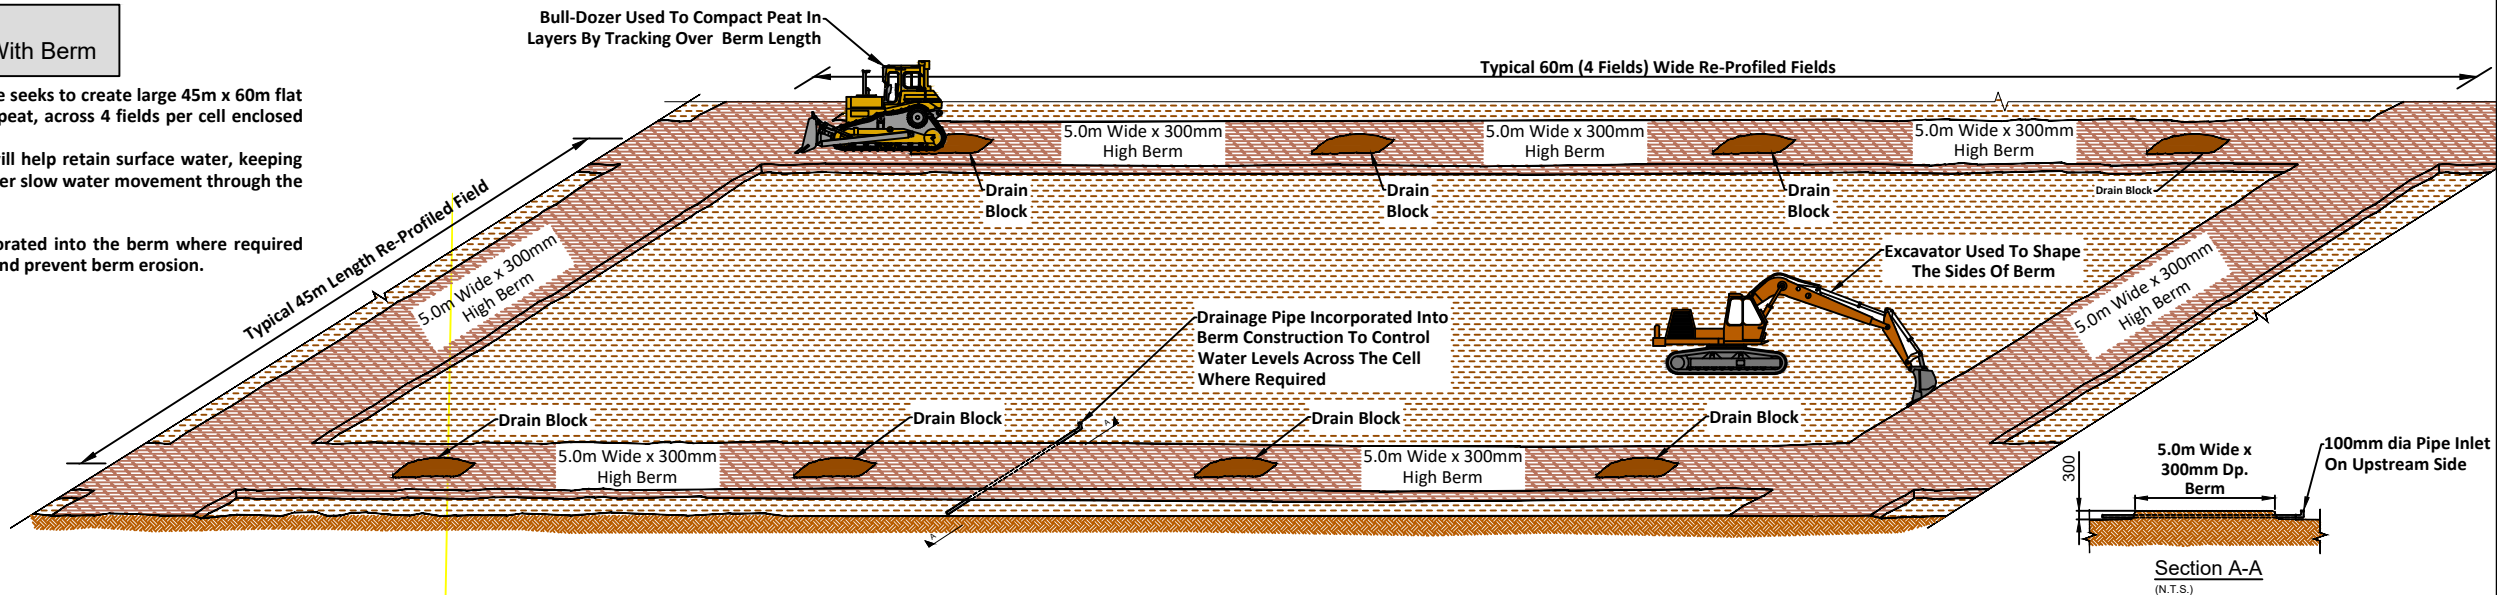 With Berm
e seeks to create large 45m x 60m flat
peat, across 4 fields per cell enclosed
ill help retain surface water, keeping
er slow water movement through the
orated into the berm where required
nd prevent berm erosion.
Bull-Dozer Used To Compact Peat In
Layers By Tracking Over Berm Length
Typical 60m (4 Fields) Wide Re-Profiled Fields
5.0m Wide x 300mm
High Berm
5.0m Wide x 300mm
High Berm
5.0m Wide x 300mm
High Berm
Drain
Block
Drain
Block
Drain
Block
Drain Block
Typical 45m Length Re-Profiled Field
5.0m Wide x 300mm
High Berm
Excavator Used To Shape
The Sides Of Berm
5.0m Wide x 300mm
High Berm
Drainage Pipe Incorporated Into
Berm Construction To Control
Water Levels Across The Cell
Where Required
Drain Block
Drain Block
Drain Block
Drain Block
A
5.0m Wide x 300mm
High Berm
5.0m Wide x 300mm
High Berm
A
300
5.0m Wide x
300mm Dp.
Berm
100mm dia Pipe Inlet
On Upstream Side
Section A-A
(N.T.S.)